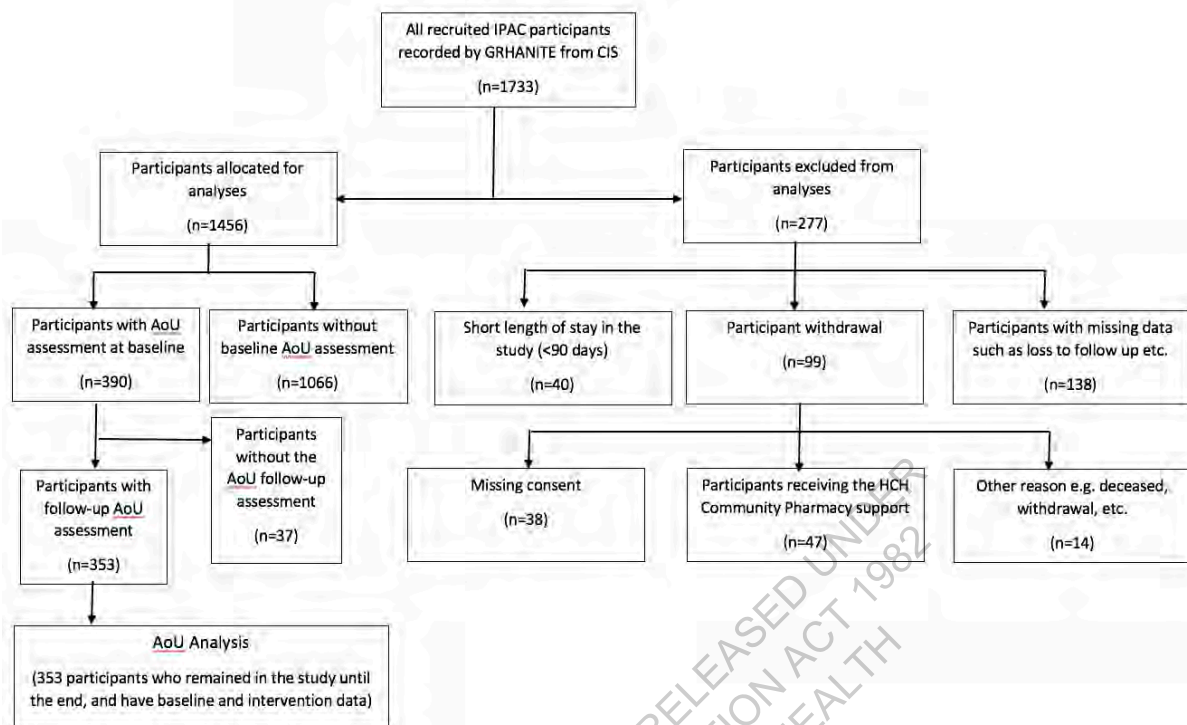 All recruited IPAC participants
recorded by GRHANITE from CIS
(n=1733)
Participants allocated for
analyses
(n=1456)
Participants excluded from
analyses
(n=277)
Participants with AoU
assessment at baseline
(n=390)
Participants without
baseline AoU assessment
(n=1066)
Short length of stay in the
study (<90 days)
(n=40)
Participant withdrawal
(n=99)
Participants with missing data
such as loss to follow up etc.
(n=138)
Participants
without the
AoU follow-up
assessment
(n=37)
Participants with
follow-up AoU
assessment
(n=353)
Missing consent
(n=38)
Participants receiving the HCH
Community Pharmacy support
(n=47)
Other reason e.g. deceased,
withdrawal, etc.
(n=14)
AoU Analysis
(353 participants who remained in the study until
the end, and have baseline and intervention data)
RELEASED UNDER
ION ACT 1982
EALTH